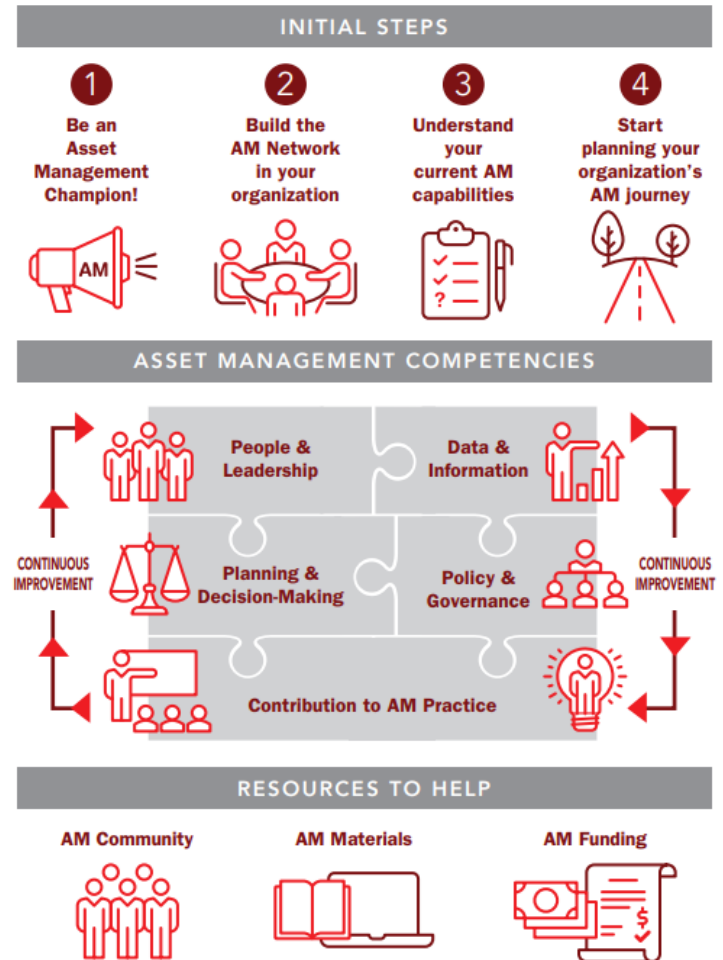 INITIAL STEPS
1
Be an
Asset
Management
Champion!
AM
2
Build the
AM Network
in your
organization
3
Understand
your
current AM
capabilities
?
4
Start
planning your
organization's
AM journey
ASSET MANAGEMENT COMPETENCIES
People &
Leadership
Data &
Information
CONTINUOUS
IMPROVEMENT
Planning &
Decision-Making
Policy &
Governance
CONTINUOUS
IMPROVEMENT
Contribution to AM Practice
RESOURCES TO HELP
AM Community
AM Materials
AM Funding
$